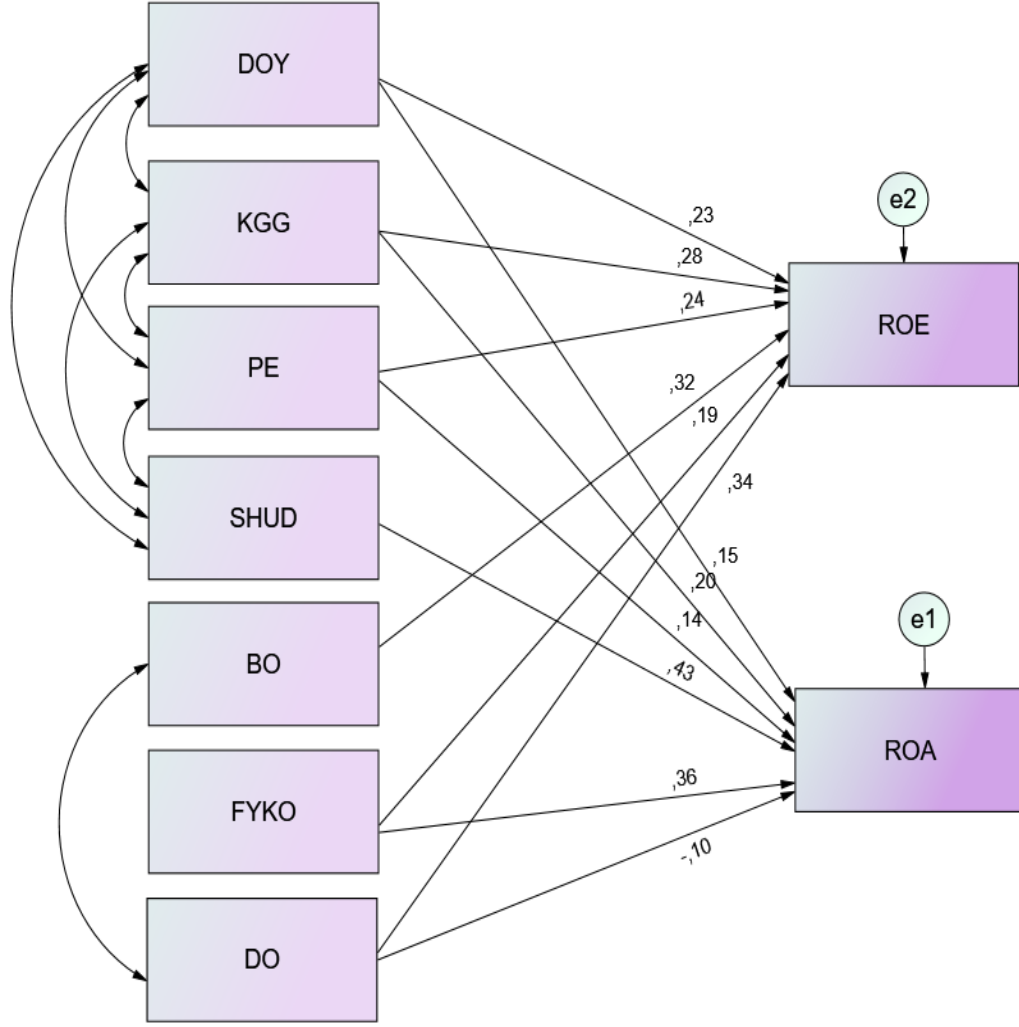 DOY
KGG
PE
SHUD
BO
FYKO
DO
,23
,28
,24
,32
,19
,34
,15
,20
,14
,43
,36
-,10
e2
ROE
e1
ROA